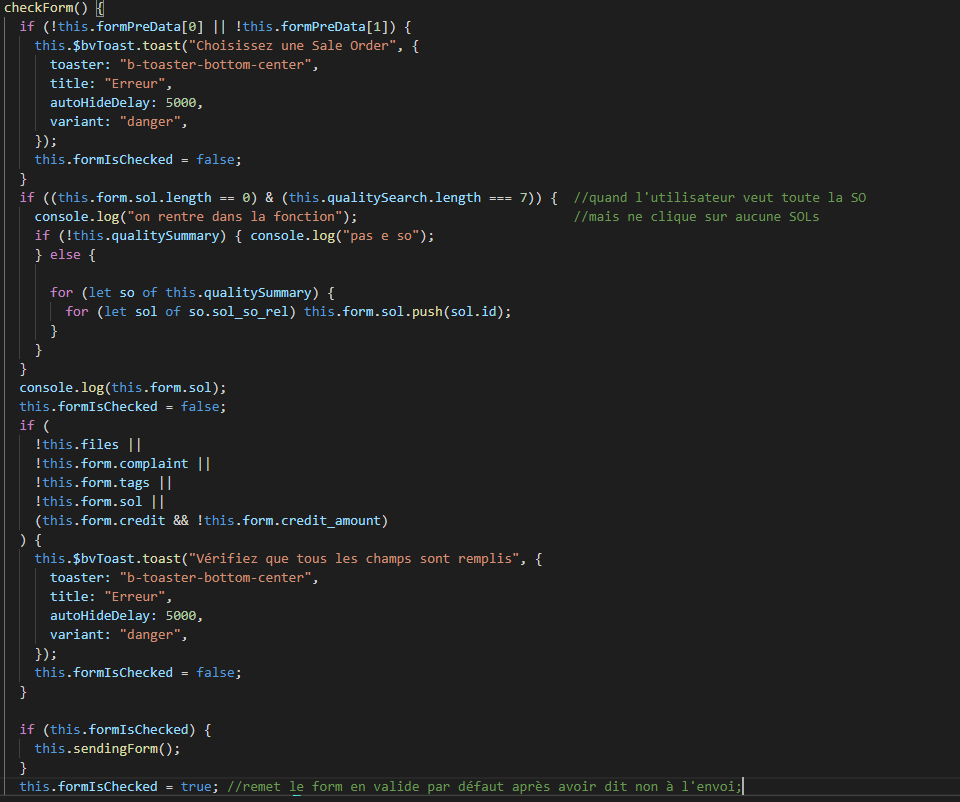 checkForm() {
if (!this.formPreData[0] || !this.formPreData[1]) {
this.$bvToast.toast("Choisissez une Sale Order", {
toaster: "b-toaster-bottom-center",
title: "Erreur",
autoHideDelay: 5000,
variant: "danger",
});
this.formIsChecked = false;
}
if ((this.form.sol.length == 0) & (this.qualitySearch.length === 7)) {  //quand l'utilisateur veut toute la SO
console.log("on rentre dans la fonction");  //mais ne clique sur aucune SOLs
if (!this.qualitySummary) { console.log("pas e so");
} else {
for (let so of this.qualitySummary) {
for (let sol of so.sol_so_rel) this.form.sol.push(sol.id);
}
}
}
console.log(this.form.sol);
this.formIsChecked = false;
if (
!this.files ||
!this.form.complaint ||
!this.form.tags ||
!this.form.sol ||
(this.form.credit && !this.form.credit_amount)
) {
this.$bvToast.toast("Vérifiez que tous les champs sont remplis", {
toaster: "b-toaster-bottom-center",
title: "Erreur",
autoHideDelay: 5000,
variant: "danger",
});
this.formIsChecked = false;
}
if (this.formIsChecked) {
this.sendingForm();
}
this.formIsChecked = true; //remet le form en valide par défaut après avoir dit non à l'envoi;